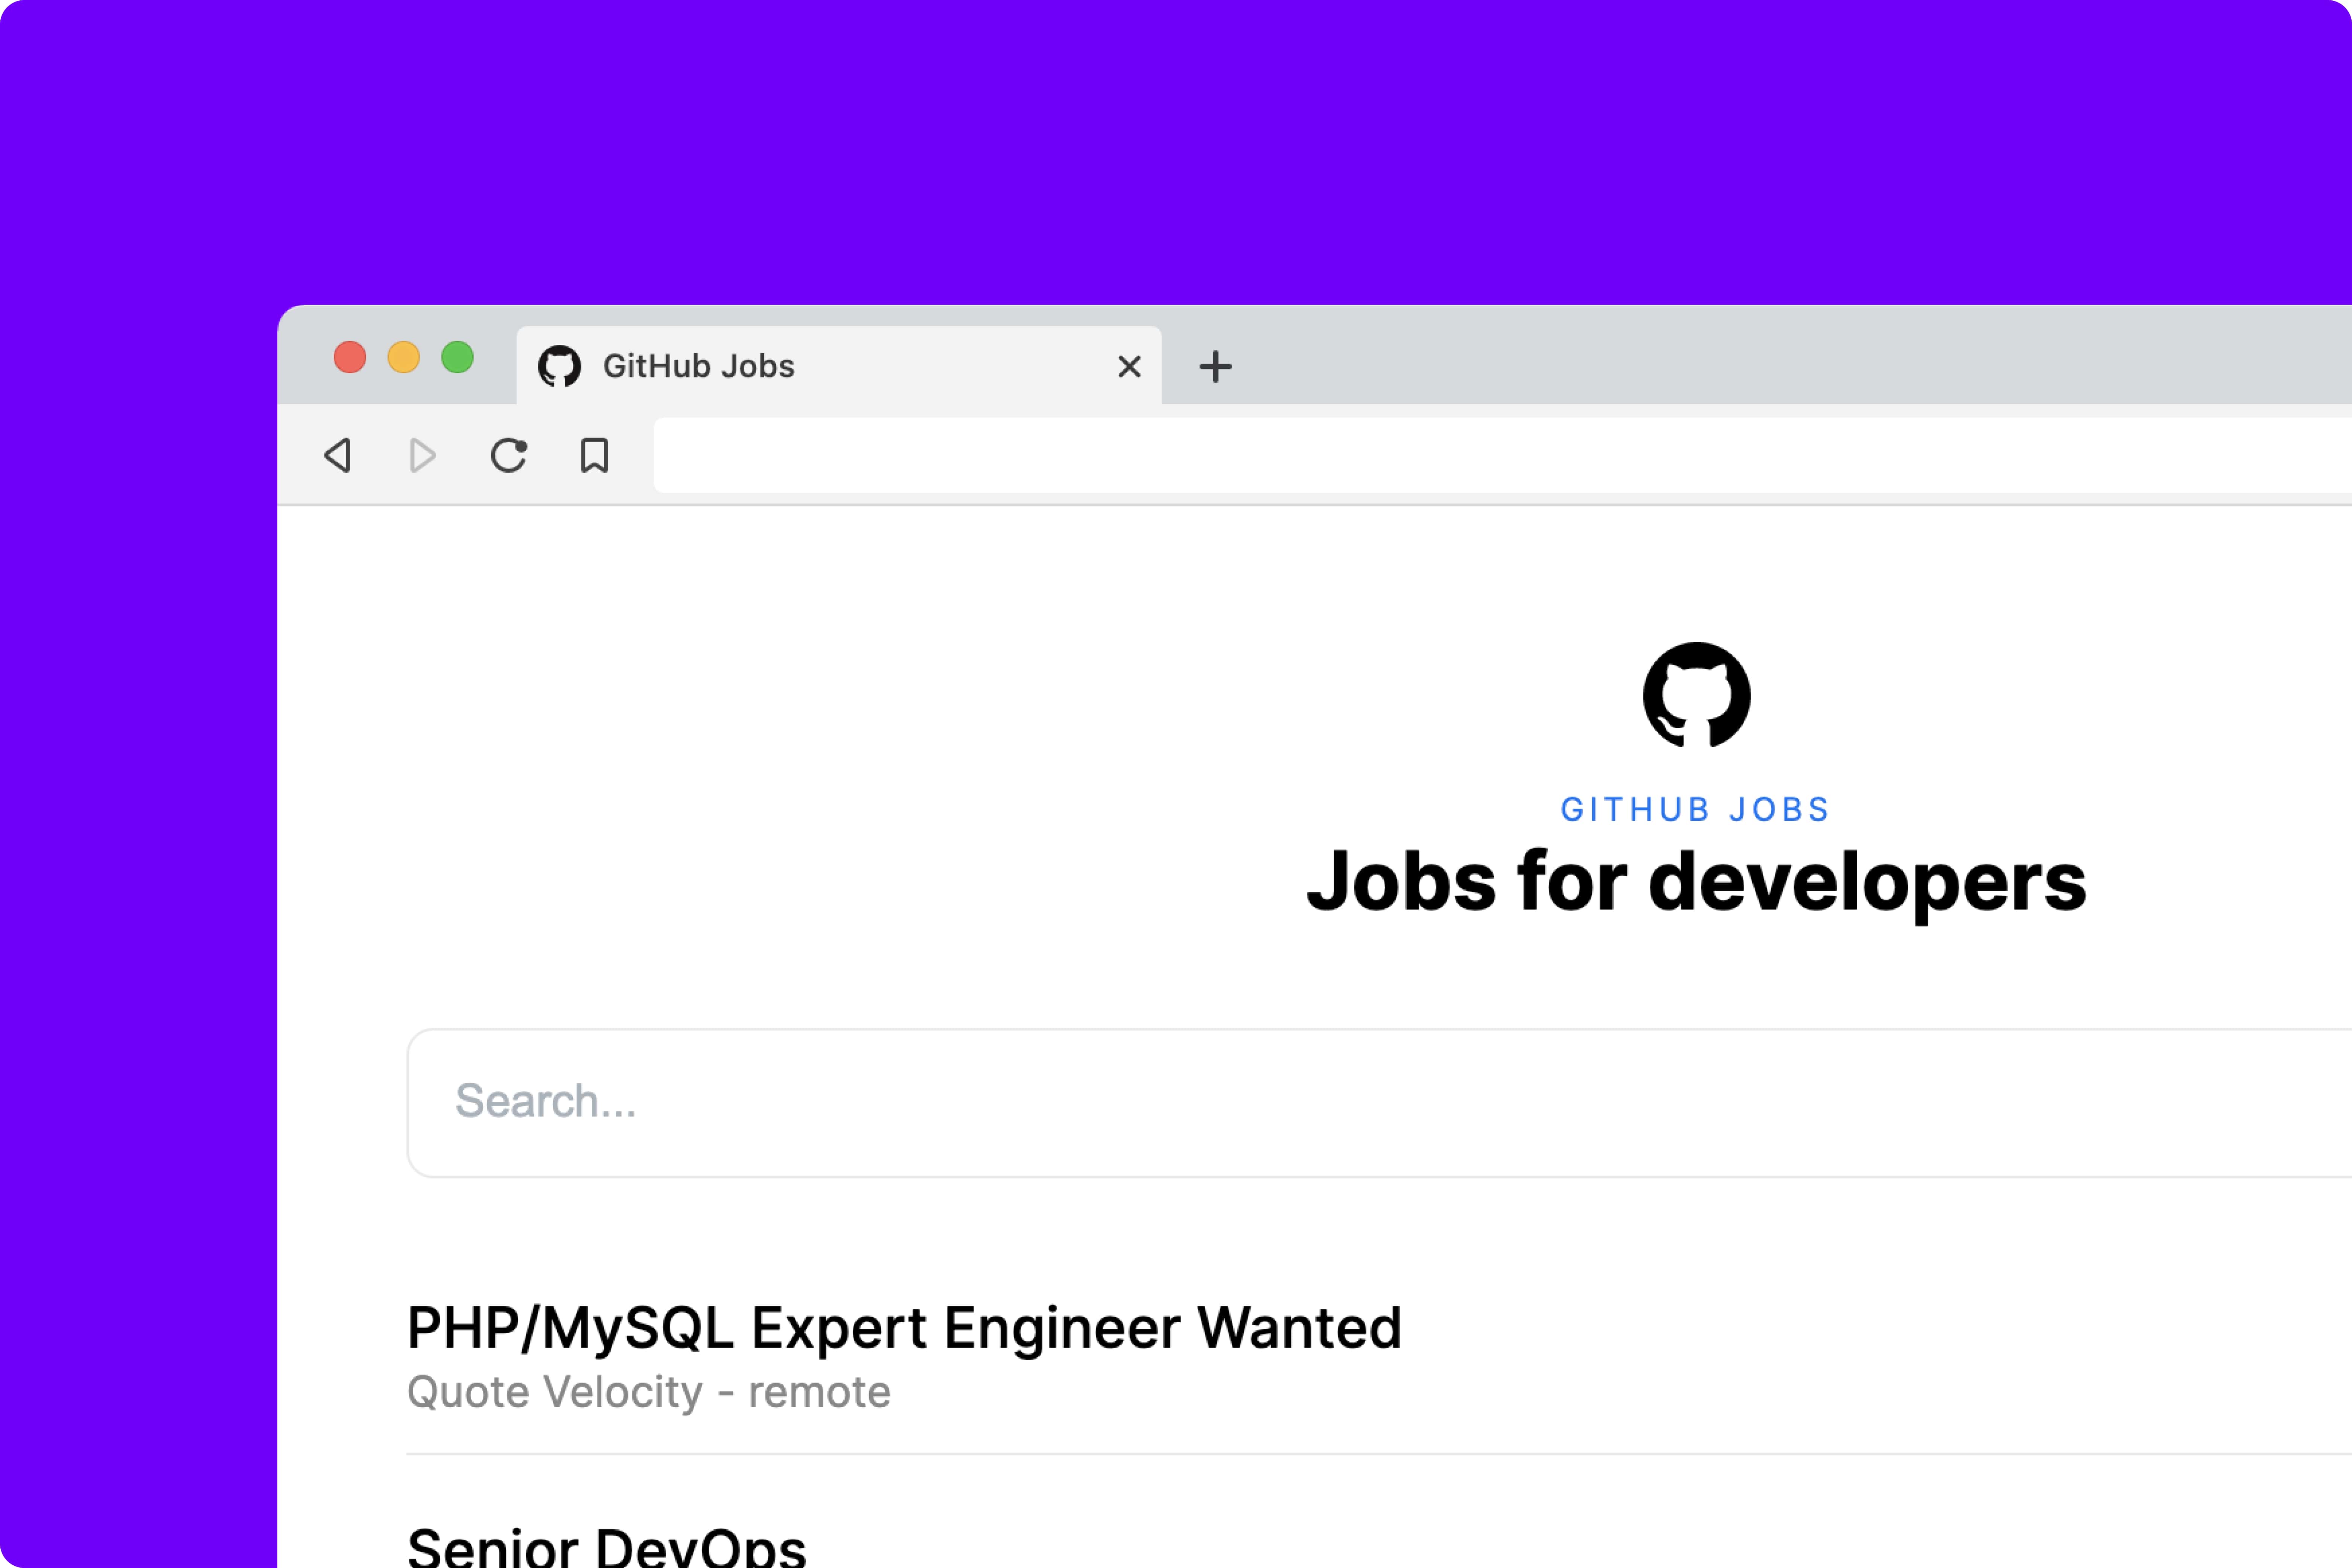 GitHub Jobs
GITHUB JOBS
Jobs for developers
Search...
PHP/MySQL Expert Engineer Wanted
Quote Velocity - remote
Senior DevOps